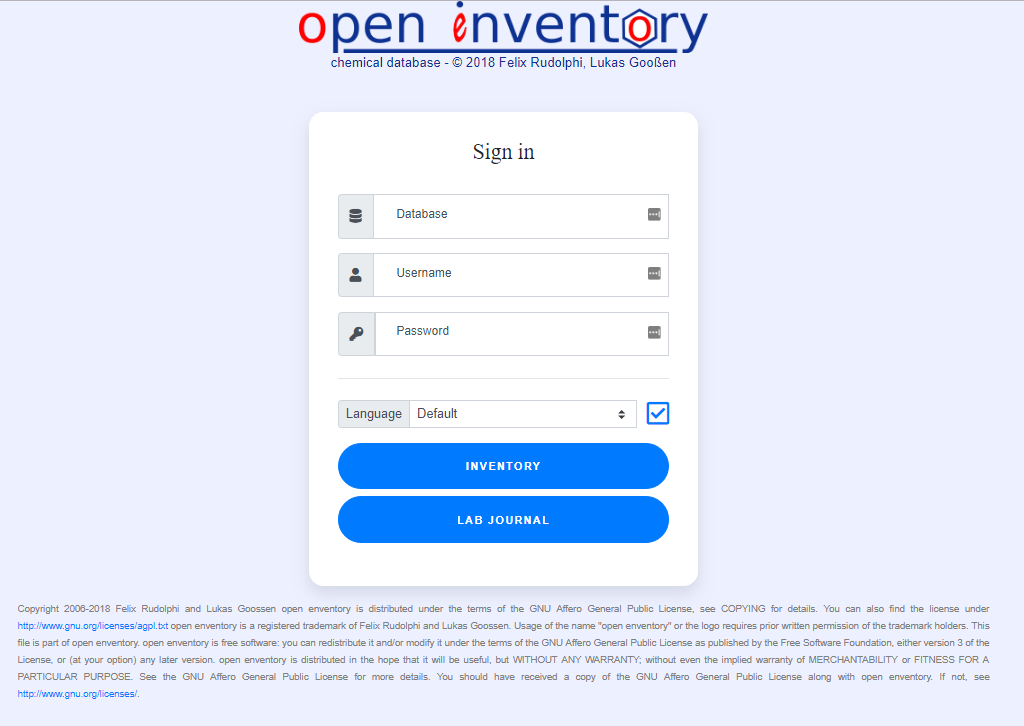 open enventory
chemical database - © 2018 Felix Rudolphi, Lukas Gooßen
Sign in
Database
Username
Password
Language Default
INVENTORY
LAB JOURNAL
Copyright 2006-2018 Felix Rudolphi and Lukas Goossen open enventory is distributed under the terms of the GNU Affero General Public License, see COPYING for details. You can also find the license under
http://www.gnu.org/licenses/agpl.txt open enventory is a registered trademark of Felix Rudolphi and Lukas Goossen. Usage of the name "open enventory" or the logo requires prior written permission of the trademark holders. This
file is part of open enventory. open enventory is free software: you can redistribute it and/or modify it under the terms of the GNU Affero General Public License as published by the Free Software Foundation, either version 3 of the
License, or (at your option) any later version. open enventory is distributed in the hope that it will be useful, but WITHOUT ANY WARRANTY; without even the implied warranty of MERCHANTABILITY or FITNESS FOR A
PARTICULAR PURPOSE. See the GNU Affero General Public License for more details. You should have received a copy of the GNU Affero General Public License along with open enventory. If not, see
http://www.gnu.org/licenses/.